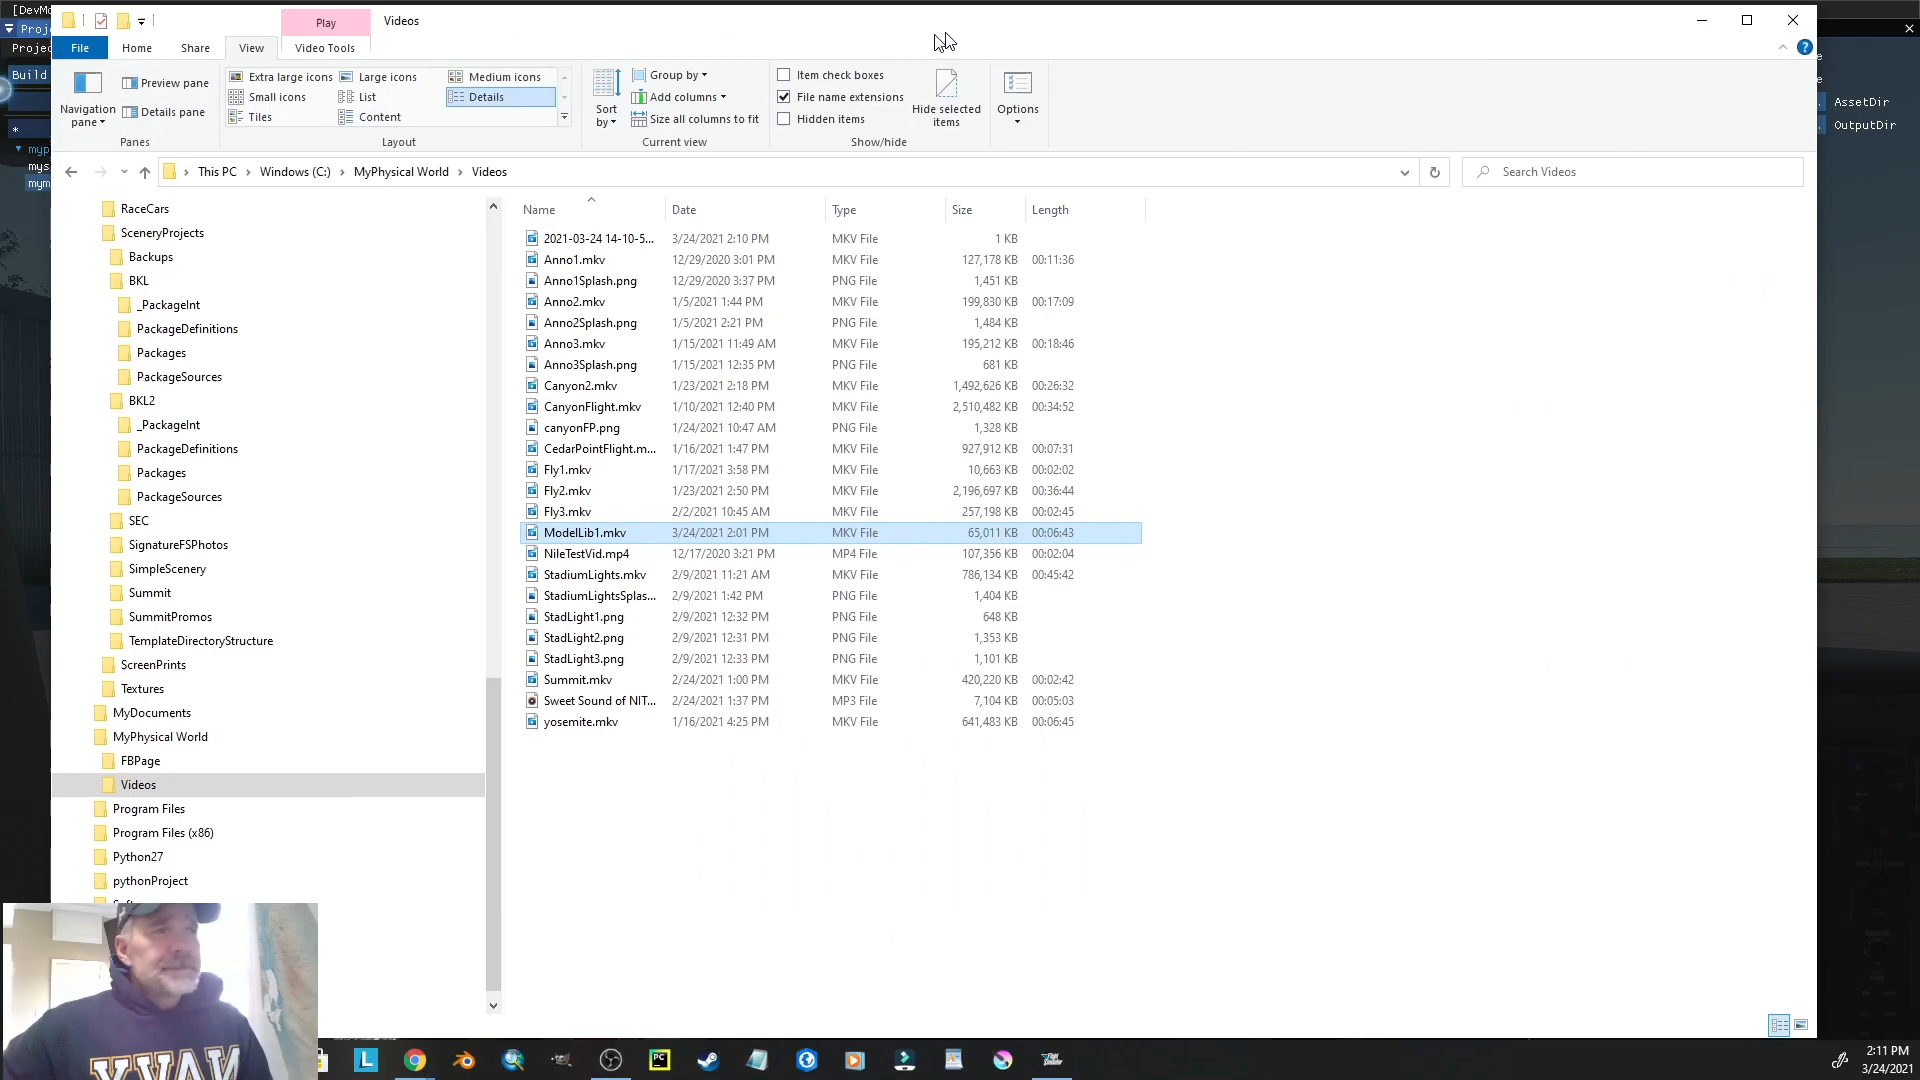 [DevMo
Play
Videos
Proj
Projec
File
Home
Share
View
Video Tools
?
Build
Navigation
pane
Preview pane
Details pane
Extra large icons
Large icons
Medium icons
Small icons
List
Details
Tiles
Content
Sort
by
Group by
Add columns
Size all columns to fit
Item check boxes
File name extensions
Hidden items
Hide selected
items
Options
AssetDir
OutputDir
Panes
Layout
Current view
Show/hide
*
myp
mys
mym
This PC
Windows (C:)
MyPhysical World
Videos
Search Videos
RaceCars
SceneryProjects
Backups
BKL
_PackageInt
PackageDefinitions
Packages
PackageSources
BKL2
_PackageInt
PackageDefinitions
Packages
PackageSources
SEC
SignatureFSPhotos
SimpleScenery
Summit
SummitPromos
TemplateDirectoryStructure
ScreenPrints
Textures
MyDocuments
MyPhysical World
FBPage
Videos
Program Files
Program Files (x86)
Python27
pythonProject
Name Date Type Size Length
2021-03-24 14-10-5... 3/24/2021 2:10 PM MKV File 1 KB
Anno1.mkv 12/29/2020 3:01 PM MKV File 127,178 KB 00:11:36
Anno1Splash.png 12/29/2020 3:37 PM PNG File 1,451 KB
Anno2.mkv 1/5/2021 1:44 PM MKV File 199,830 KB 00:17:09
Anno2Splash.png 1/5/2021 2:21 PM PNG File 1,484 KB
Anno3.mkv 1/15/2021 11:49 AM MKV File 195,212 KB 00:18:46
Anno3Splash.png 1/15/2021 12:35 PM PNG File 681 KB
Canyon2.mkv 1/23/2021 2:18 PM MKV File 1,492,626 KB 00:26:32
CanyonFlight.mkv 1/10/2021 12:40 PM MKV File 2,510,482 KB 00:34:52
canyonFP.png 1/24/2021 10:47 AM PNG File 1,328 KB
CedarPointFlight.m... 1/16/2021 1:47 PM MKV File 927,912 KB 00:07:31
Fly1.mkv 1/17/2021 3:58 PM MKV File 10,663 KB 00:02:02
Fly2.mkv 1/23/2021 2:50 PM MKV File 2,196,697 KB 00:36:44
Fly3.mkv 2/2/2021 10:45 AM MKV File 257,198 KB 00:02:45
ModelLib1.mkv 3/24/2021 2:01 PM MKV File 65,011 KB 00:06:43
NileTestVid.mp4 12/17/2020 3:21 PM MP4 File 107,356 KB 00:02:04
StadiumLights.mkv 2/9/2021 11:21 AM MKV File 786,134 KB 00:45:42
StadiumLightsSplas... 2/9/2021 1:42 PM PNG File 1,404 KB
StadLight1.png 2/9/2021 12:32 PM PNG File 648 KB
StadLight2.png 2/9/2021 12:31 PM PNG File 1,353 KB
StadLight3.png 2/9/2021 12:33 PM PNG File 1,101 KB
Summit.mkv 2/24/2021 1:00 PM MKV File 420,220 KB 00:02:42
Sweet Sound of NIT... 2/24/2021 1:37 PM MP3 File 7,104 KB 00:05:03
yosemite.mkv 1/16/2021 4:25 PM MKV File 641,483 KB 00:06:45
L
PC
2:11 PM
3/24/2021